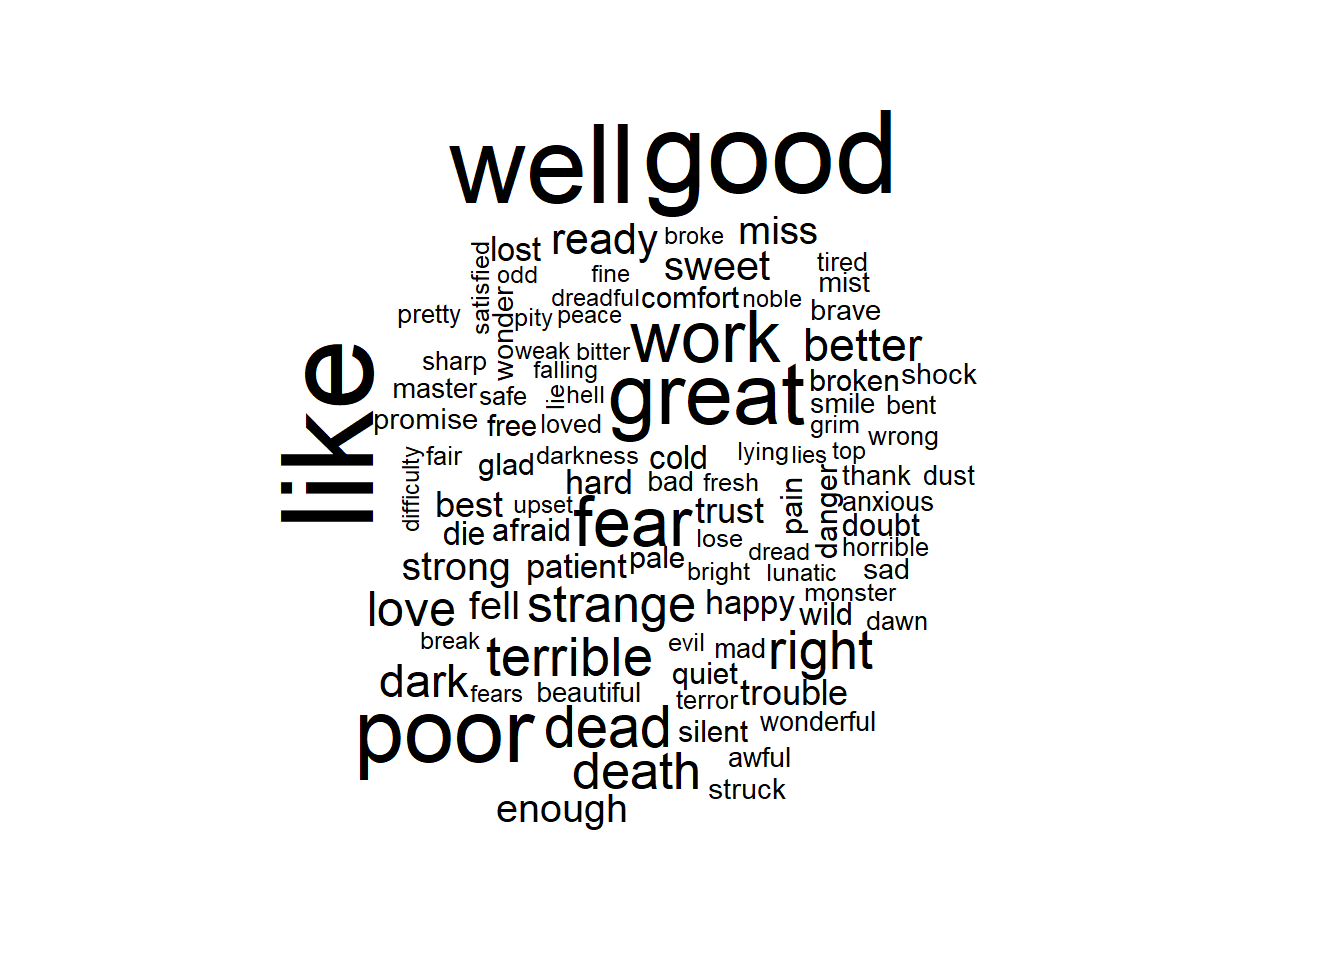 well good
lost ready broke miss
satisfied odd fine sweet tired
mist
wonder dreadful comfort noble brave
pretty pity peace work better
like
sharp weak bitter
falling great broken shock
master safe lie hell smile bent
promise free loved grim wrong
difficulty fair glad darkness cold lying lies top
hard bad fresh pain danger thank dust
best upset fear trust anxious
die afraid lose doubt
strong patient pale dread horrible
bright lunatic sad
love fell strange happy monster
wild dawn
break terrible evil mad right
dark fears beautiful quiet
terror trouble
poor dead silent wonderful
death awful
struck
enough